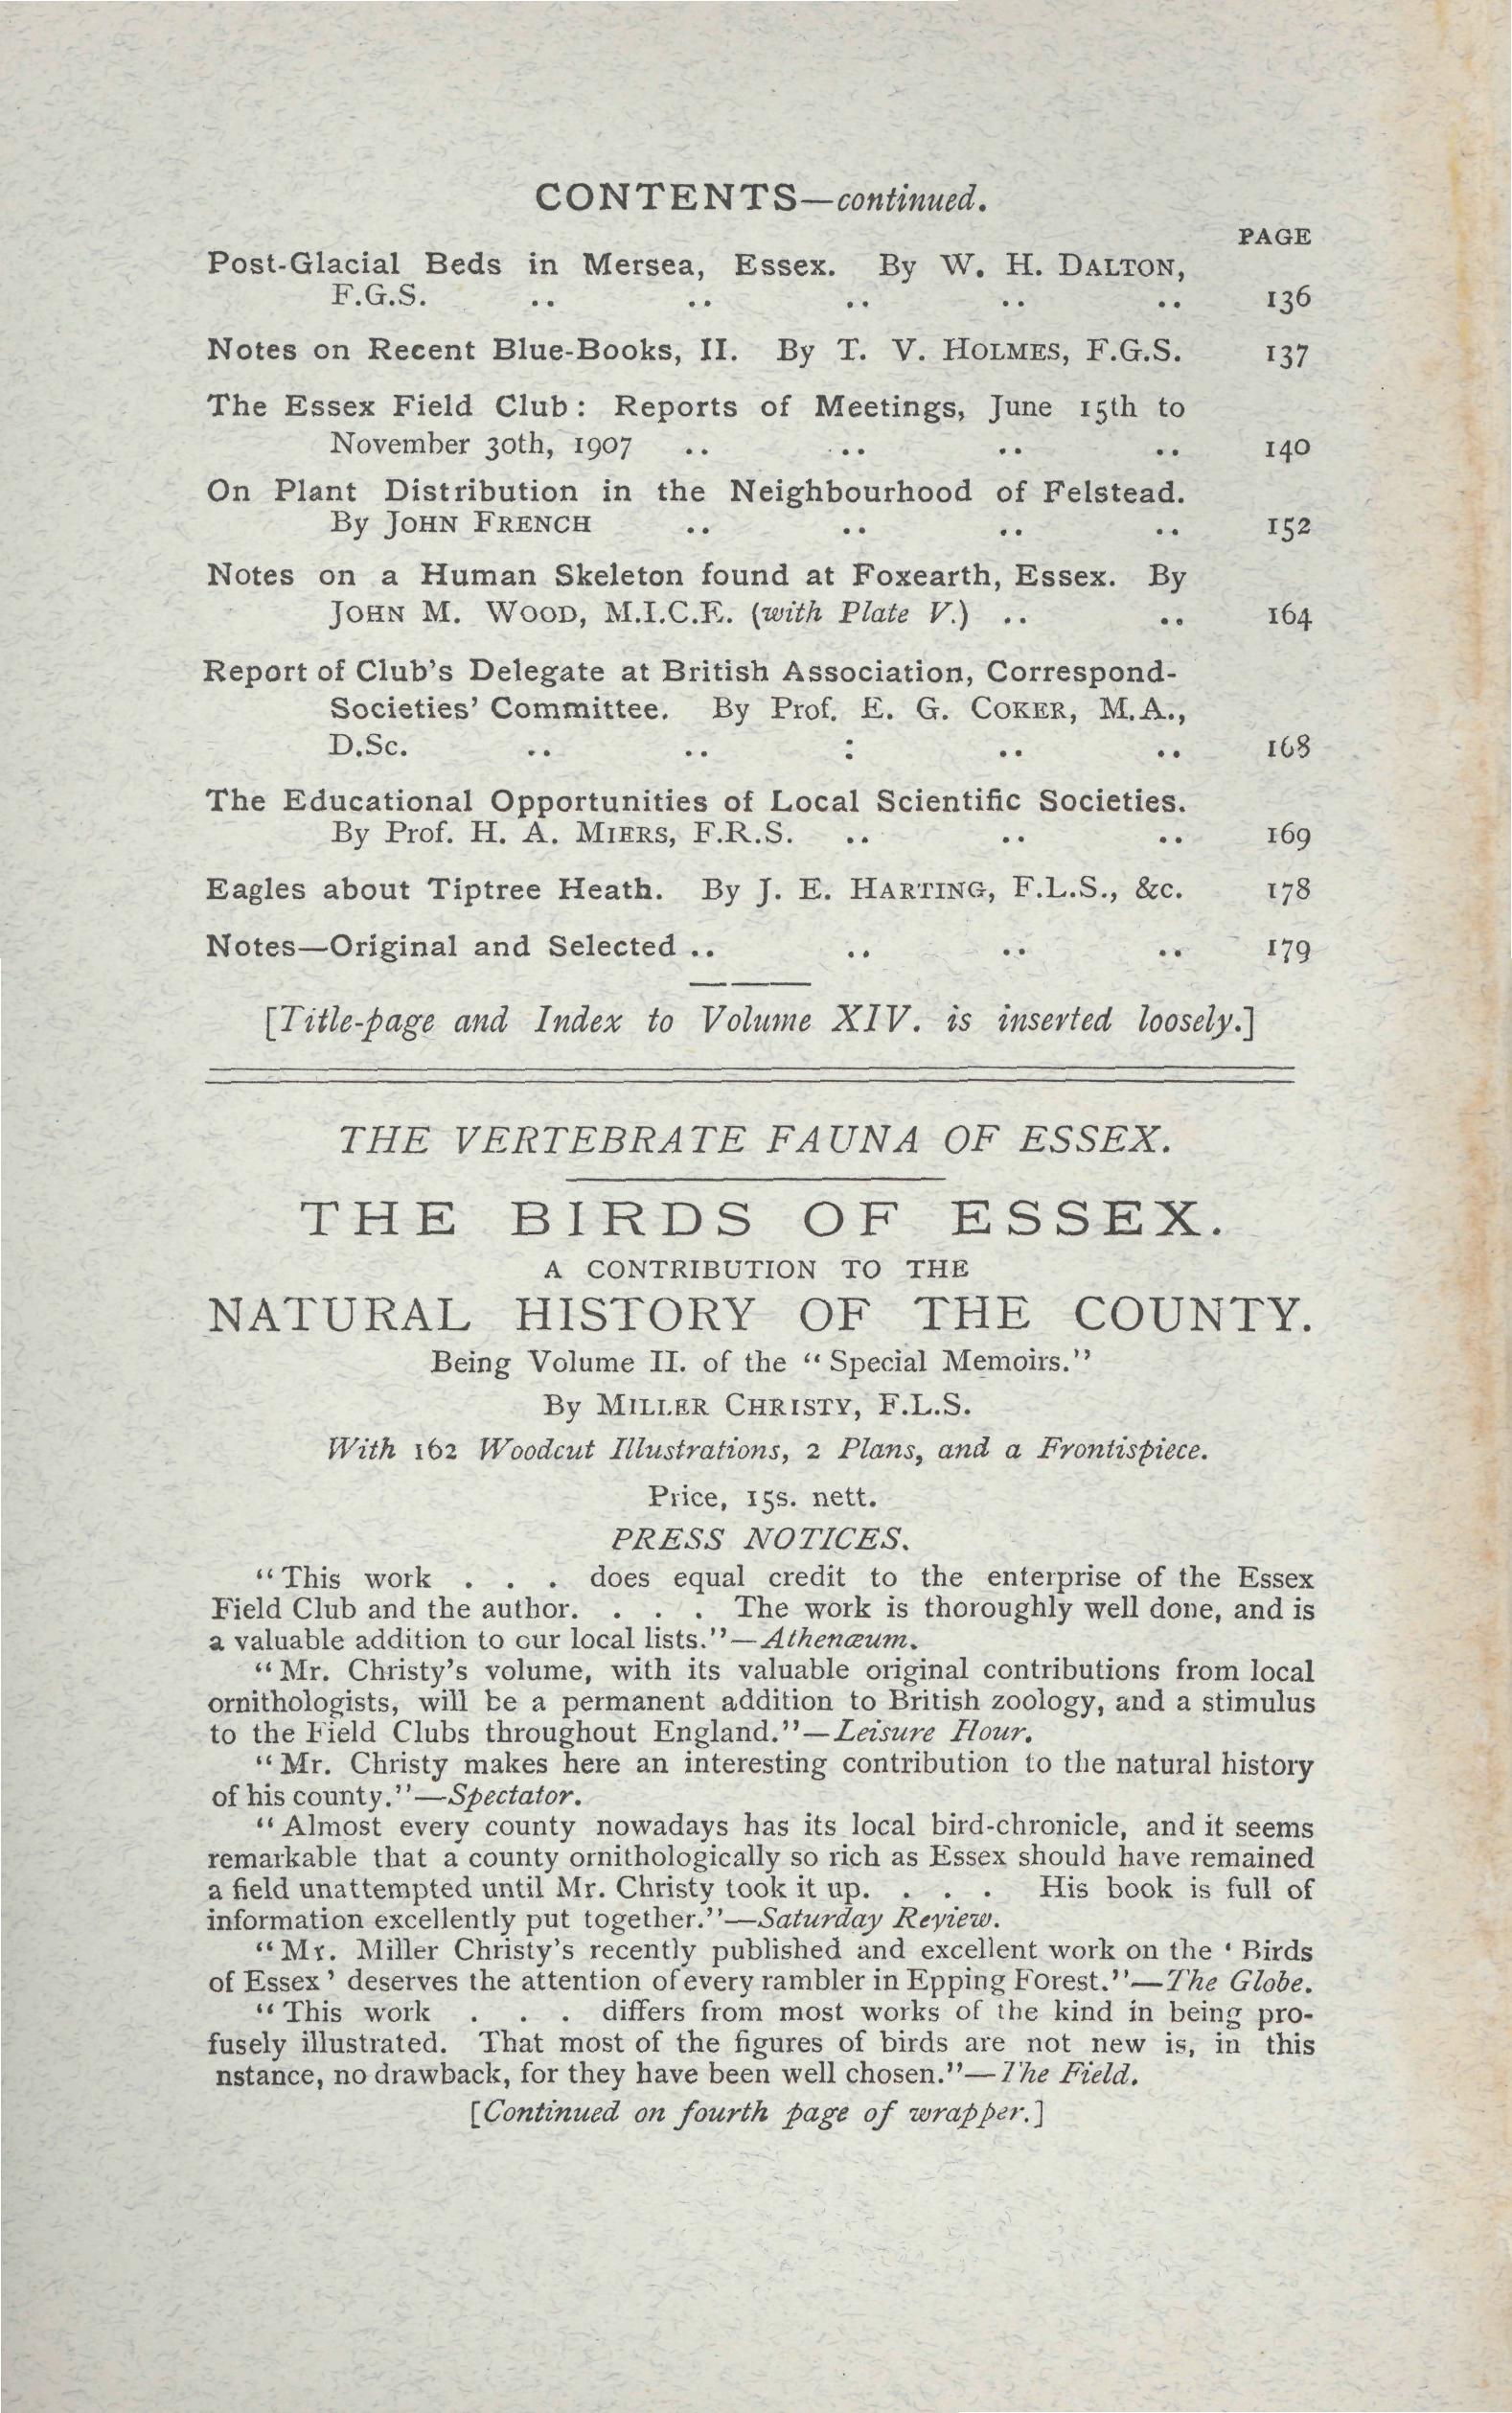 CONTENTS—continued.
PAGE
Post-Glacial Beds in Mersea, Essex. By W. H. DALTON,
F.G.S. .. .. .. .. .. 136
Notes on Recent Blue-Books, II. By T. V. HOLMES, F.G.S. 137
The Essex Field Club: Reports of Meetings, June 15th to
November 30th, 1907 .. .. .. .. 140
On Plant Distribution in the Neighbourhood of Felstead.
By JOHN FRENCH .. .. .. .. 152
Notes on a Human Skeleton found at Foxearth, Essex. By
JOHN M. WOOD, M.I.C.E. (with Plate V.) .. .. 164
Report of Club's Delegate at British Association, Correspond-
Societies' Committee. By Prof. E. G. COKER, M.A.,
D.Sc. .. .. : .. .. 168
The Educational Opportunities of Local Scientific Societies.
By Prof. H. A. MIERS, F.R.S. .. .. .. 169
Eagles about Tiptree Heath. By J. E. HARTING, F.L.S., &c. 178
Notes—Original and Selected .. .. .. .. 179
[Title-page and Index to Volume XIV. is inserted loosely.]
THE VERTEBRATE FAUNA OF ESSEX.
THE BIRDS OF ESSEX.
A CONTRIBUTION TO THE
NATURAL HISTORY OF THE COUNTY.
Being Volume II. of the "Special Memoirs."
By MILLER CHRISTY, F.L.S.
With 162 Woodcut Illustrations, 2 Plans, and a Frontispiece.
Price, 15s. nett.
PRESS NOTICES.
"This work . . . does equal credit to the enterprise of the Essex
Field Club and the author. . . . The work is thoroughly well done, and is
a valuable addition to our local lists."—Athenæum.
"Mr. Christy's volume, with its valuable original contributions from local
ornithologists, will be a permanent addition to British zoology, and a stimulus
to the Field Clubs throughout England."—Leisure Hour.
"Mr. Christy makes here an interesting contribution to the natural history
of his county."—Spectator.
"Almost every county nowadays has its local bird-chronicle, and it seems
remarkable that a county ornithologically so rich as Essex should have remained
a field unattempted until Mr. Christy took it up. . . . His book is full of
information excellently put together."—Saturday Review.
"Mr. Miller Christy's recently published and excellent work on the 'Birds
of Essex' deserves the attention of every rambler in Epping Forest."—The Globe.
"This work . . . differs from most works of the kind in being pro-
fusely illustrated. That most of the figures of birds are not new is, in this
nstance, no drawback, for they have been well chosen."—The Field.
[Continued on fourth page of wrapper.]